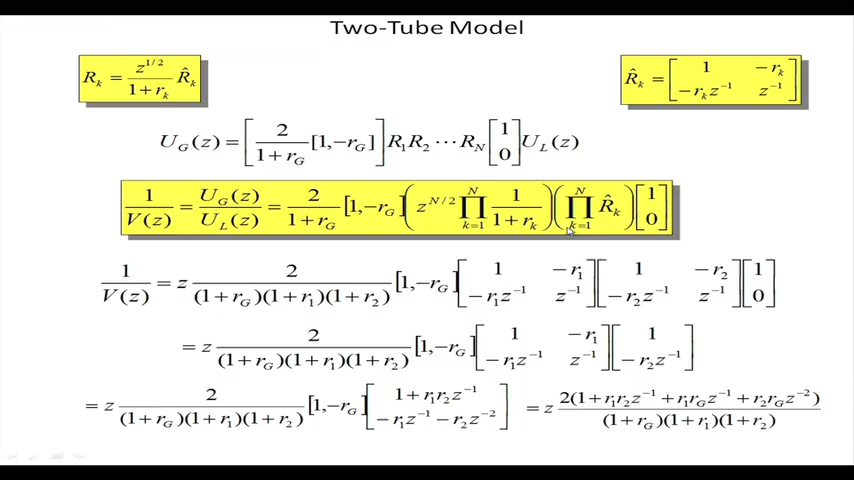 Two-Tube Model
R_k = \frac{z^{1/2}}{1+r_k} \hat{R}_k
\hat{R}_k = \begin{bmatrix} 1 & -r_k \\ -r_k z^{-1} & z^{-1} \end{bmatrix}
U_G(z) = \left[ \frac{2}{1+r_G} [1, -r_G] \right] R_1 R_2 \cdots R_N \begin{bmatrix} 1 \\ 0 \end{bmatrix} U_L(z)
\frac{1}{V(z)} = \frac{U_G(z)}{U_L(z)} = \frac{2}{1+r_G} [1, -r_G] \left( z^{N/2} \prod_{k=1}^{N} \frac{1}{1+r_k} \right) \left( \prod_{k=1}^{N} \hat{R}_k \right) \begin{bmatrix} 1 \\ 0 \end{bmatrix}
\frac{1}{V(z)} = z \frac{2}{(1+r_G)(1+r_1)(1+r_2)} [1, -r_G] \begin{bmatrix} 1 & -r_1 \\ -r_1 z^{-1} & z^{-1} \end{bmatrix} \begin{bmatrix} 1 & -r_2 \\ -r_2 z^{-1} & z^{-1} \end{bmatrix} \begin{bmatrix} 1 \\ 0 \end{bmatrix}
= z \frac{2}{(1+r_G)(1+r_1)(1+r_2)} [1, -r_G] \begin{bmatrix} 1 & -r_1 \\ -r_1 z^{-1} & z^{-1} \end{bmatrix} \begin{bmatrix} 1 \\ -r_2 z^{-1} \end{bmatrix}
= z \frac{2}{(1+r_G)(1+r_1)(1+r_2)} [1, -r_G] \begin{bmatrix} 1 + r_1 r_2 z^{-1} \\ -r_1 z^{-1} - r_2 z^{-2} \end{bmatrix} = z \frac{2(1 + r_1 r_2 z^{-1} + r_1 r_G z^{-1} + r_2 r_G z^{-2})}{(1+r_G)(1+r_1)(1+r_2)}